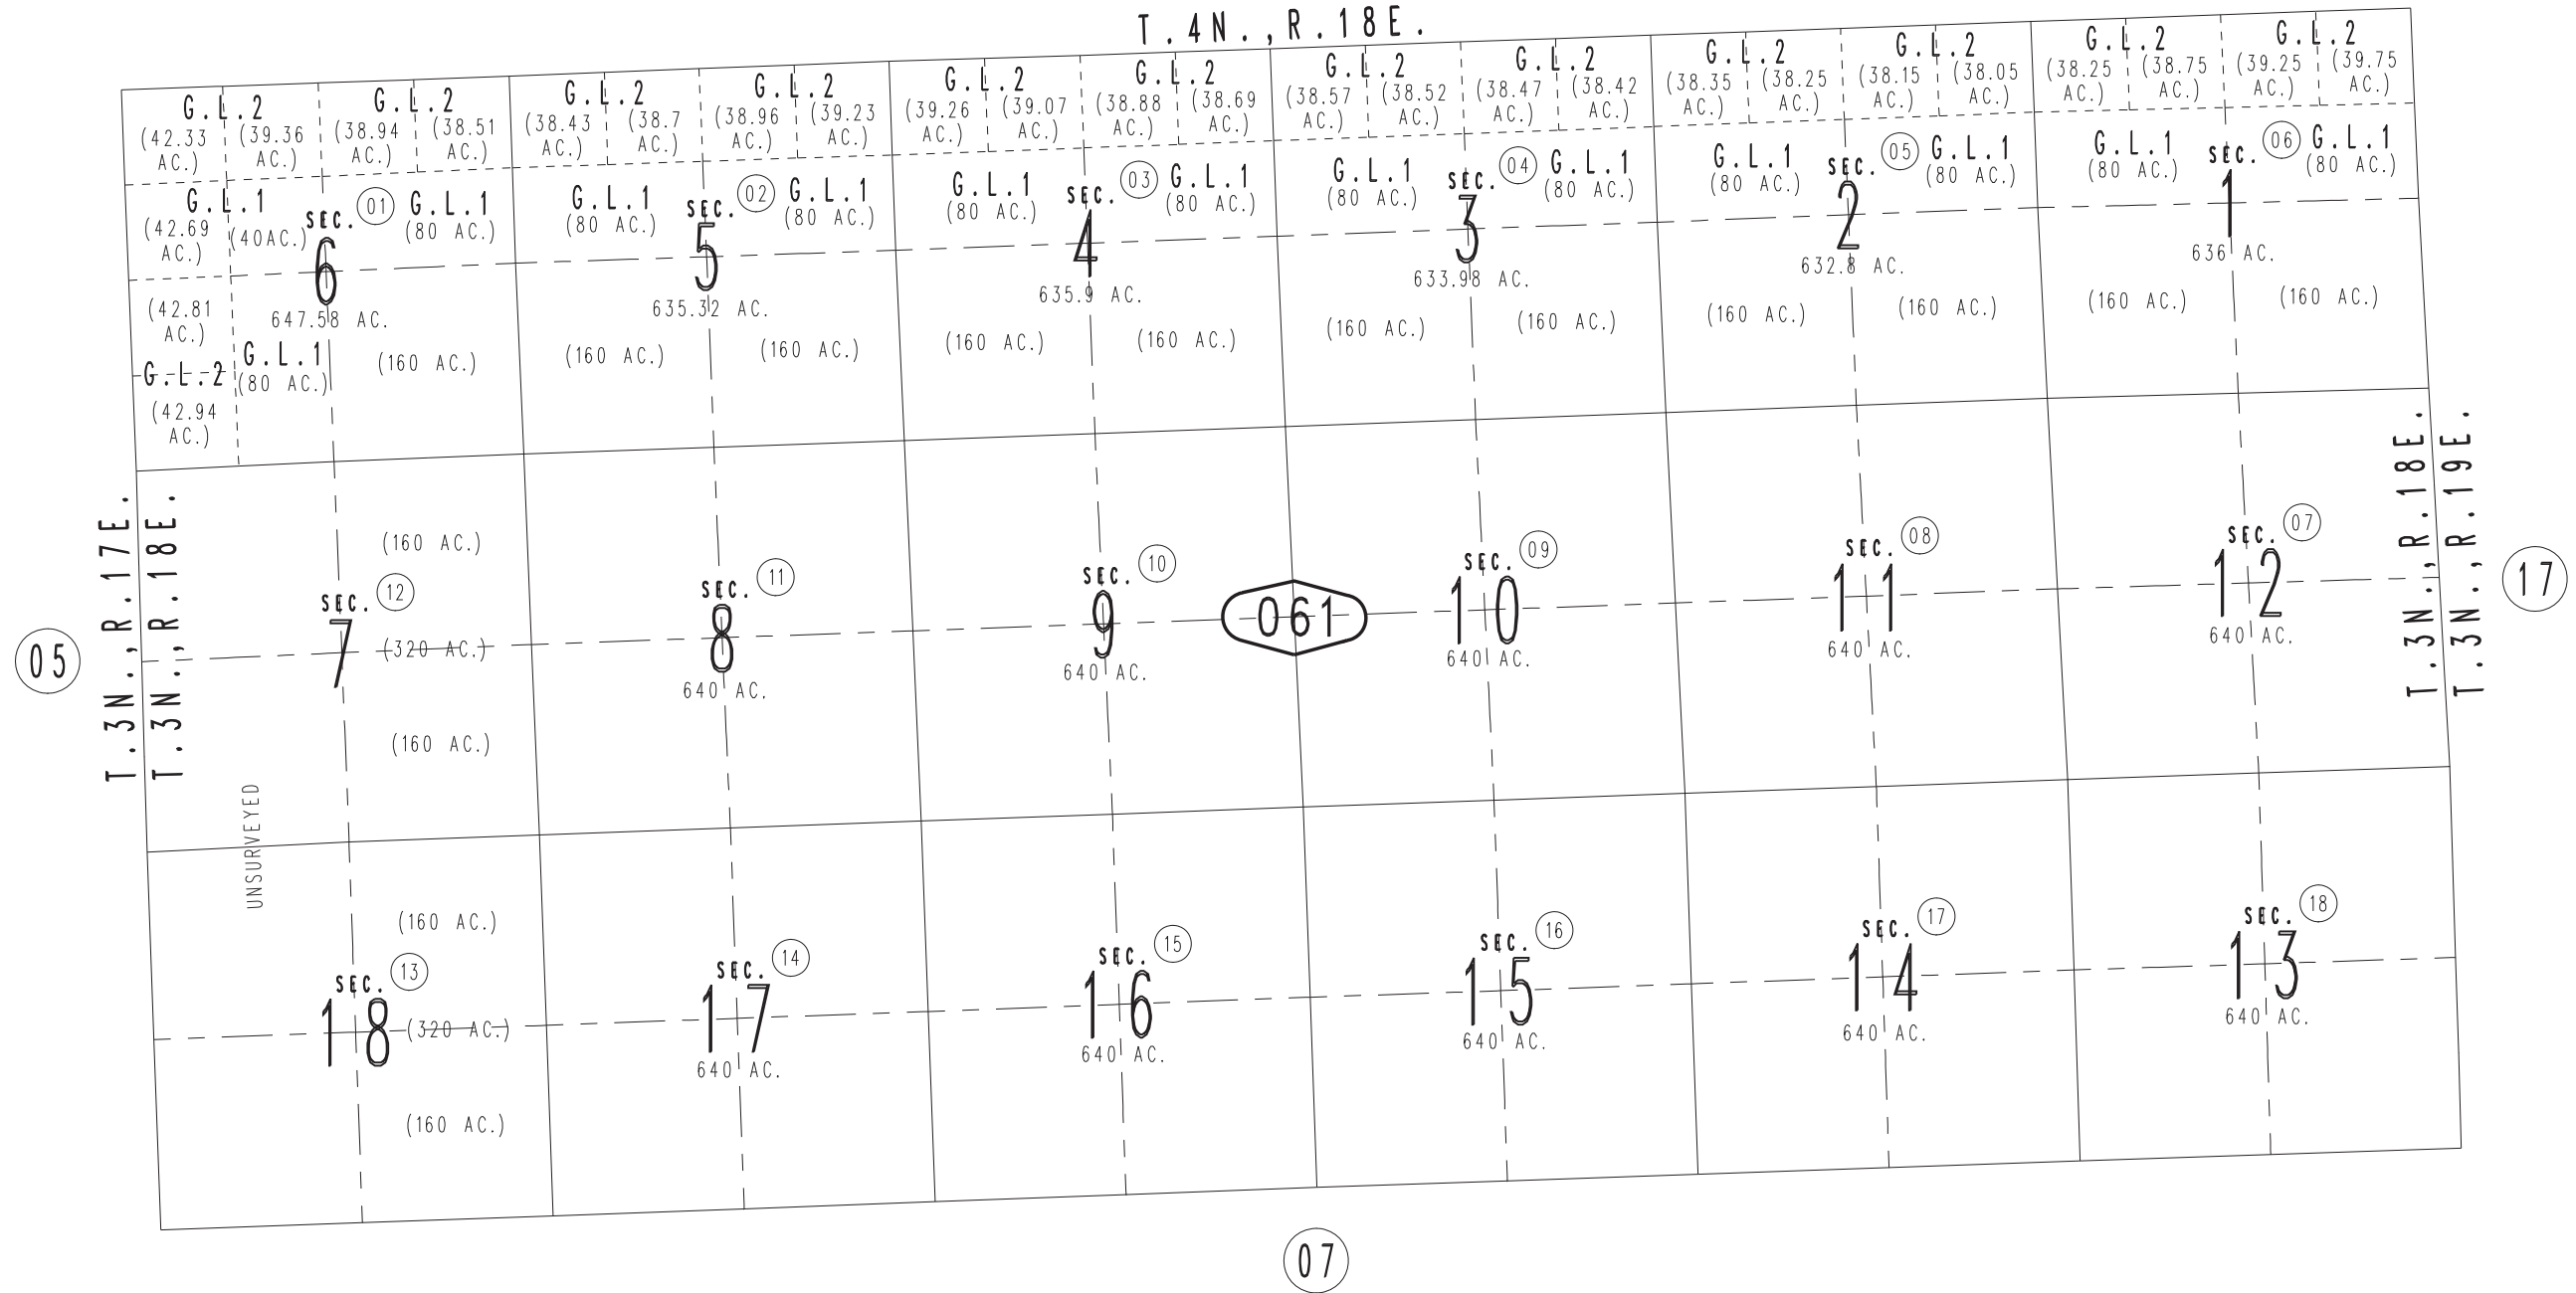 T.4N.,R.18E.
G.L.2
(42.33 AC.)
(39.36 AC.)
G.L.2
(38.94 AC.)
(38.51 AC.)
G.L.2
(38.43 AC.)
(38.7 AC.)
G.L.2
(38.96 AC.)
(39.23 AC.)
G.L.2
(39.26 AC.)
(39.07 AC.)
G.L.2
(38.88 AC.)
(38.69 AC.)
G.L.2
(38.57 AC.)
(38.52 AC.)
G.L.2
(38.47 AC.)
(38.42 AC.)
G.L.2
(38.35 AC.)
(38.25 AC.)
G.L.2
(38.15 AC.)
(38.05 AC.)
G.L.2
(38.25 AC.)
(38.75 AC.)
G.L.2
(39.25 AC.)
(39.75 AC.)
G.L.1
(42.69 AC.)
(40AC.)
SEC. 01
6
G.L.1
(80 AC.)
647.58 AC.
(42.81 AC.)
G.L.2
(42.94 AC.)
G.L.1
(80 AC.)
(160 AC.)
G.L.1
(80 AC.)
SEC. 02
5
G.L.1
(80 AC.)
635.32 AC.
(160 AC.)
(160 AC.)
G.L.1
(80 AC.)
SEC. 03
4
G.L.1
(80 AC.)
635.9 AC.
(160 AC.)
(160 AC.)
G.L.1
(80 AC.)
SEC. 04
3
G.L.1
(80 AC.)
633.98 AC.
(160 AC.)
(160 AC.)
G.L.1
(80 AC.)
SEC. 05
2
G.L.1
(80 AC.)
632.8 AC.
(160 AC.)
(160 AC.)
G.L.1
(80 AC.)
SEC. 06
1
G.L.1
(80 AC.)
636 AC.
(160 AC.)
(160 AC.)
05
T.3N.,R.17E.
T.3N.,R.18E.
(160 AC.)
SEC. 12
7
(320 AC.)
(160 AC.)
UNSURVEYED
SEC. 11
8
640 AC.
SEC. 10
9
640 AC.
061
SEC. 09
10
640 AC.
SEC. 08
11
640 AC.
SEC. 07
12
640 AC.
T.3N.,R.18E.
T.3N.,R.19E.
17
(160 AC.)
SEC. 13
18
(320 AC.)
(160 AC.)
SEC. 14
17
640 AC.
SEC. 15
16
640 AC.
SEC. 16
15
640 AC.
SEC. 17
14
640 AC.
SEC. 18
13
640 AC.
07